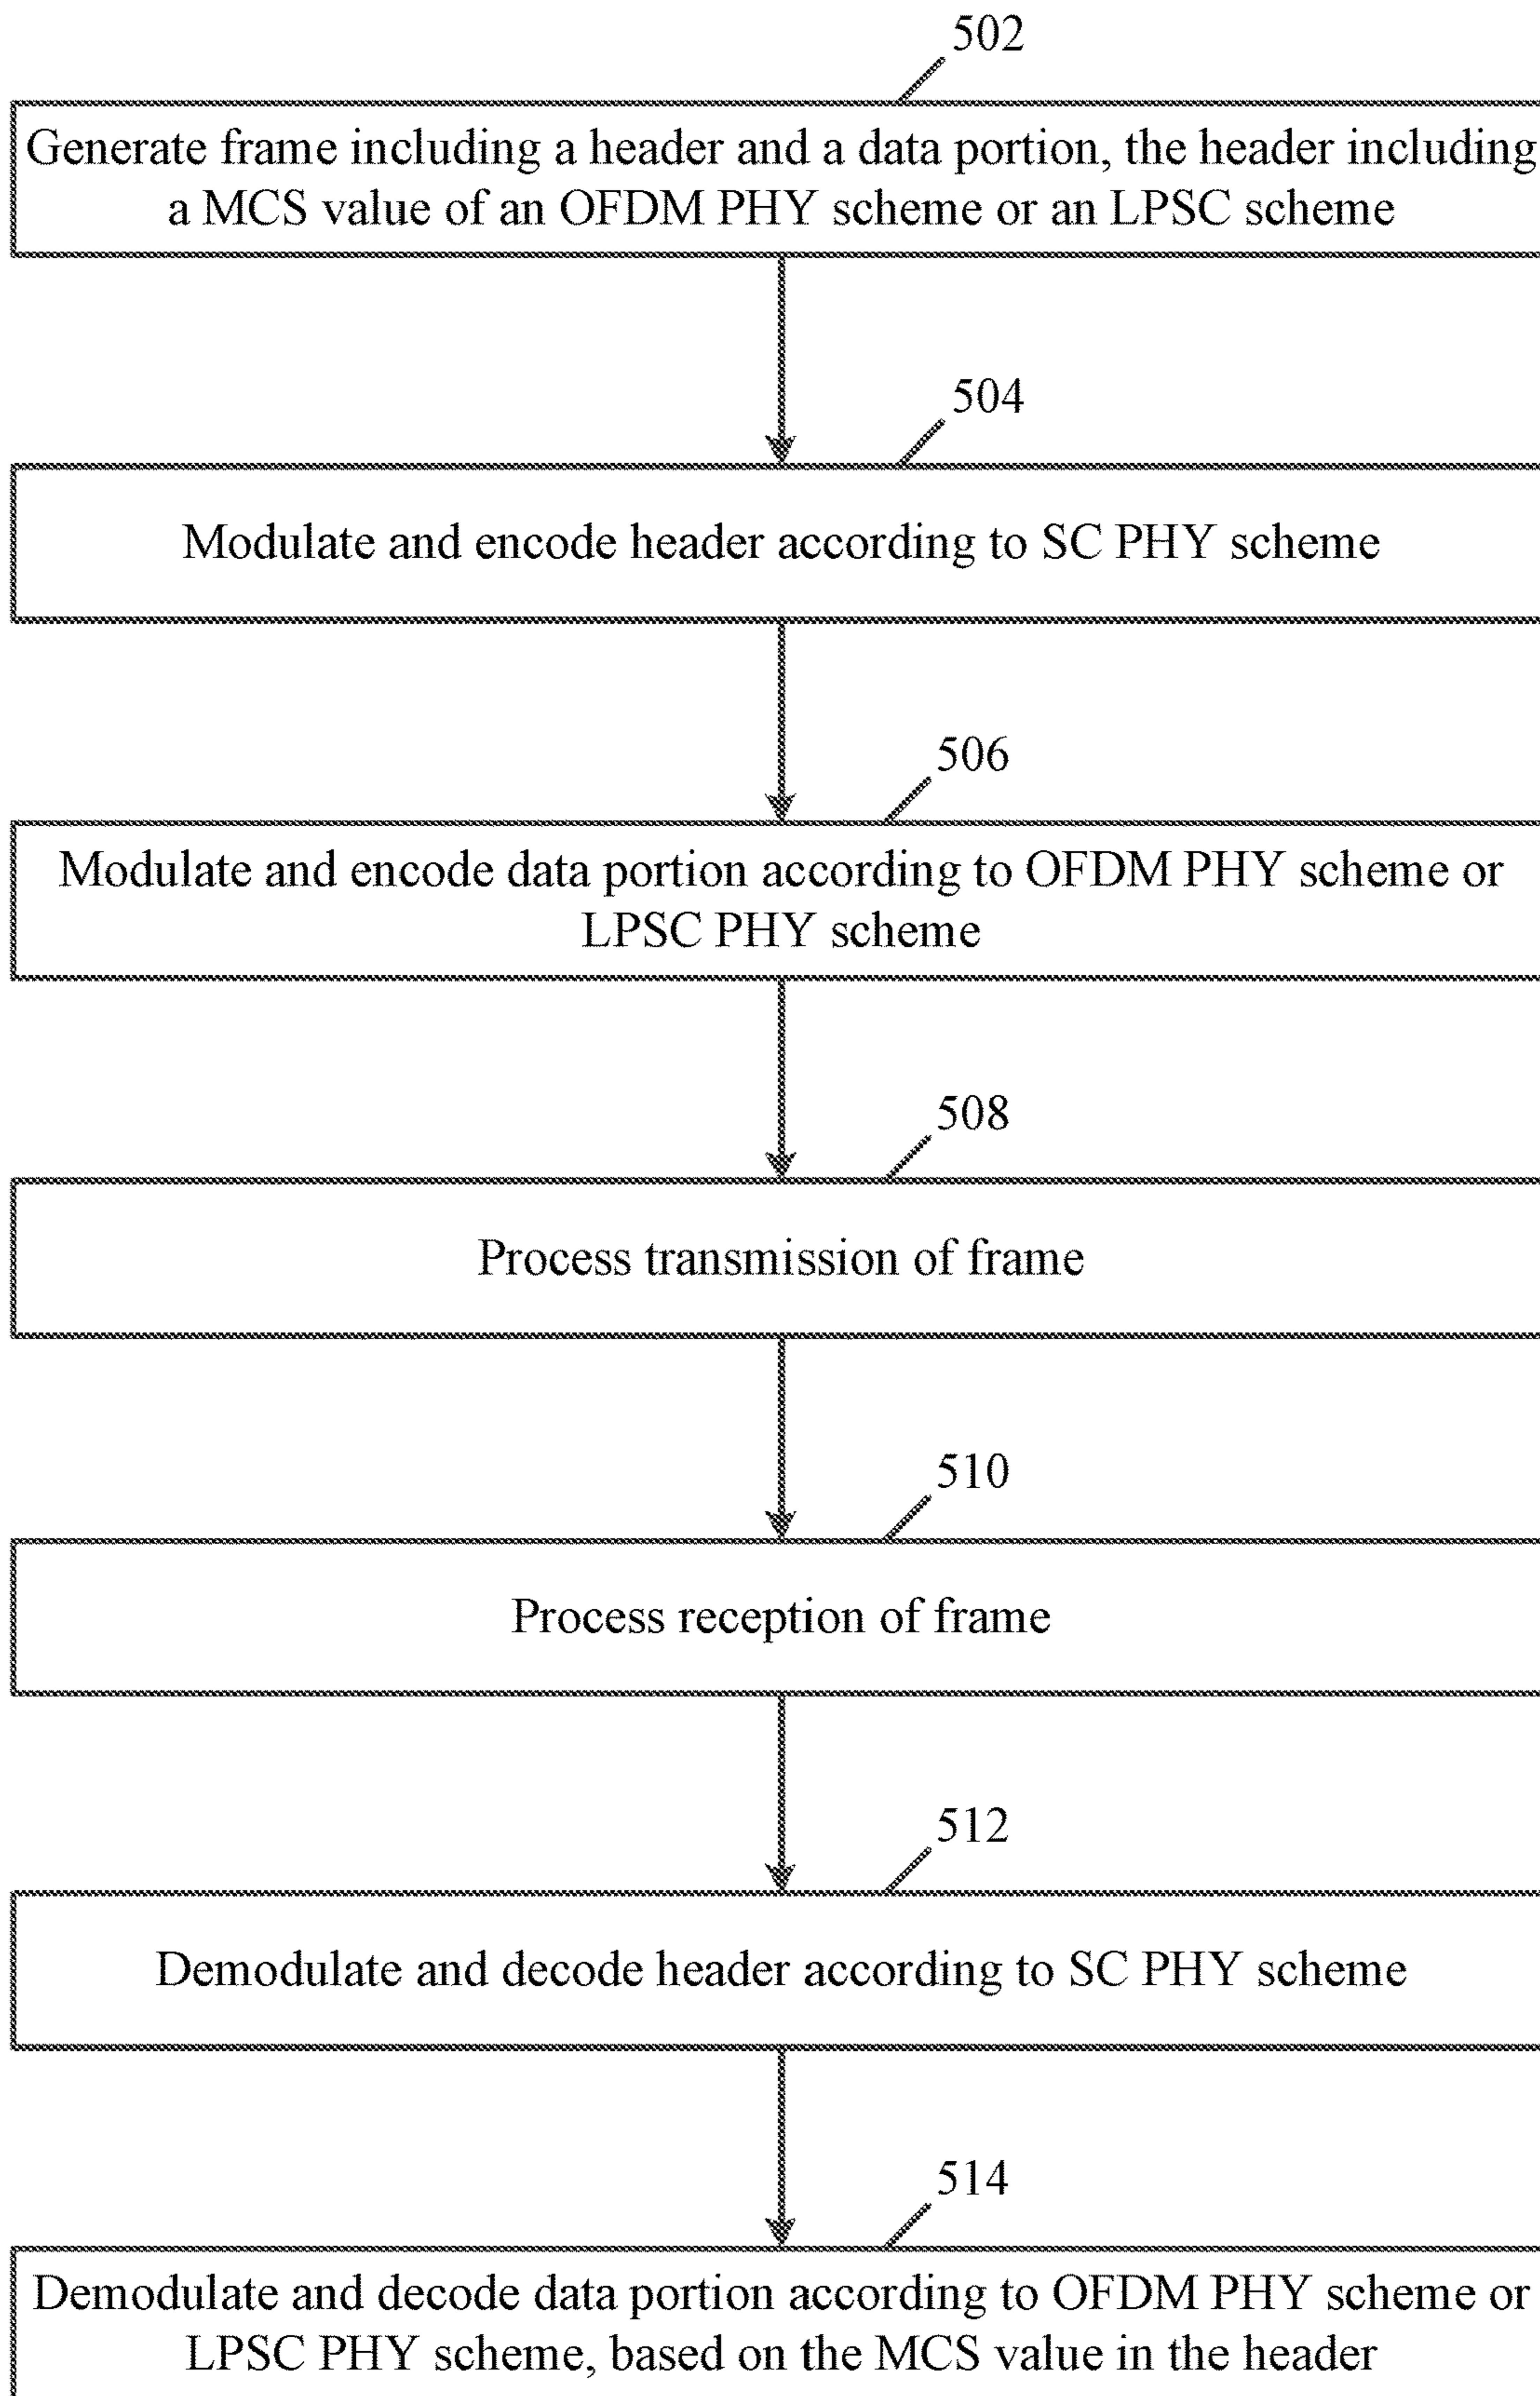 502
Generate frame including a header and a data portion, the header including
a MCS value of an OFDM PHY scheme or an LPSC scheme
504
Modulate and encode header according to SC PHY scheme
506
Modulate and encode data portion according to OFDM PHY scheme or
LPSC PHY scheme
508
Process transmission of frame
510
Process reception of frame
512
Demodulate and decode header according to SC PHY scheme
514
Demodulate and decode data portion according to OFDM PHY scheme or
LPSC PHY scheme, based on the MCS value in the header